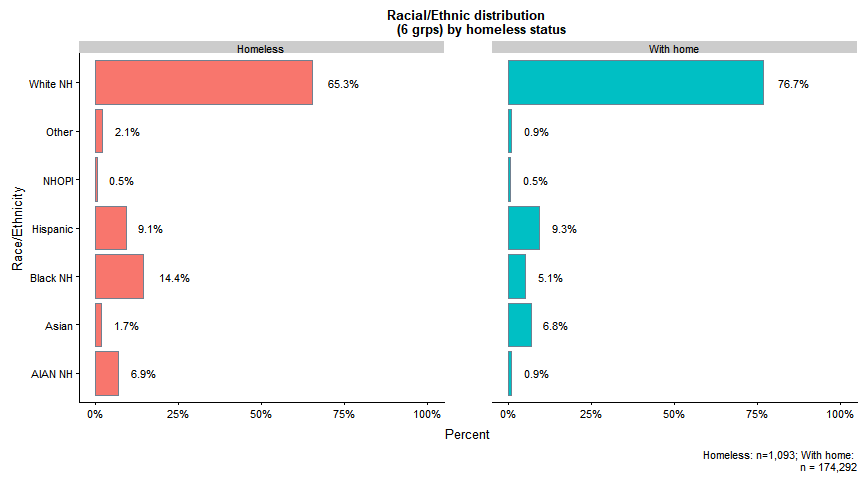 Racial/Ethnic distribution
(6 grps) by homeless status
Homeless
With home
Race/Ethnicity
White NH
65.3%
76.7%
Other
2.1%
0.9%
NHOPI
0.5%
0.5%
Hispanic
9.1%
9.3%
Black NH
14.4%
5.1%
Asian
1.7%
6.8%
AIAN NH
6.9%
0.9%
0% 25% 50% 75% 100%
0% 25% 50% 75% 100%
Percent
Homeless: n=1,093; With home:
n = 174,292